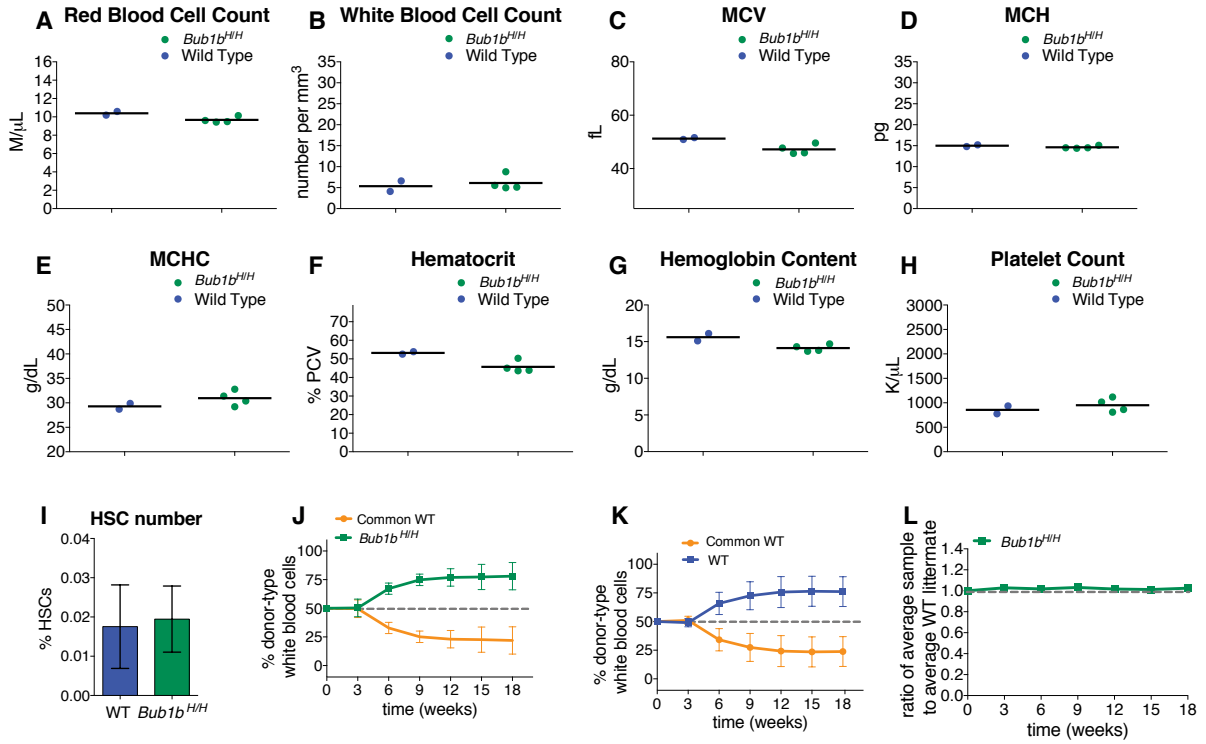 A Red Blood Cell Count
Bub1b^H/H
Wild Type
M/µL
16
14
12
10
8
6
4
2
0
B White Blood Cell Count
Bub1b^H/H
Wild Type
number per mm³
35
30
25
20
15
10
5
0
C MCV
Bub1b^H/H
Wild Type
fL
80
60
40
D MCH
Bub1b^H/H
Wild Type
pg
35
30
25
20
15
10
5
0
E MCHC
Bub1b^H/H
Wild Type
g/dL
50
45
40
35
30
25
20
F Hematocrit
Bub1b^H/H
Wild Type
% PCV
70
60
50
40
30
20
10
0
G Hemoglobin Content
Bub1b^H/H
Wild Type
g/dL
20
15
10
5
0
H Platelet Count
Bub1b^H/H
Wild Type
K/µL
3000
2500
2000
1500
1000
500
0
I HSC number
% HSCs
0.04
0.03
0.02
0.01
0.00
WT Bub1b^H/H
J
Common WT
Bub1b^H/H
% donor-type
white blood cells
100
75
50
25
0
0 3 6 9 12 15 18
time (weeks)
K
Common WT
WT
% donor-type
white blood cells
100
75
50
25
0
0 3 6 9 12 15 18
time (weeks)
L
Bub1b^H/H
ratio of average sample
to average WT littermate
1.4
1.2
1.0
0.8
0.6
0.4
0.2
0.0
0 3 6 9 12 15 18
time (weeks)